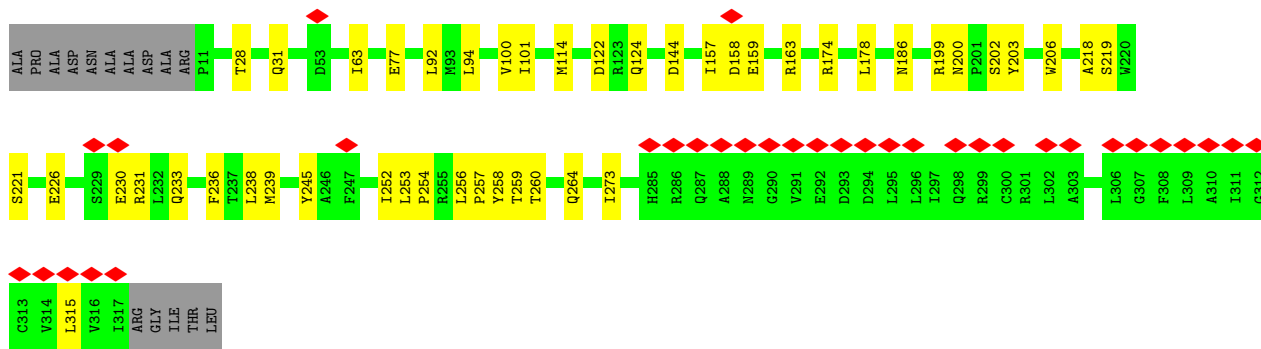 ALA PRO ALA ASP ASN ALA ALA ASP ALA ARG P11 T28 Q31 D53 I63 E77 L92 M93 L94 V100 I101 M114 D122 R123 Q124 D144 I157 D158 E159 R163 R174 L178 N186 R199 N200 P201 S202 Y203 W206 A218 S219 W220
S221 E226 S229 E230 R231 L232 Q233 F236 T237 L238 M239 Y245 A246 F247 I252 L253 P254 R255 L256 P257 Y258 T259 T260 Q264 I273 H285 R286 Q287 A288 N289 G290 V291 E292 D293 D294 L295 L296 I297 Q298 R299 C300 R301 L302 A303 L306 G307 F308 L309 A310 I311 G312
C313 V314 L315 V316 I317 ARG GLY ILE THR LEU